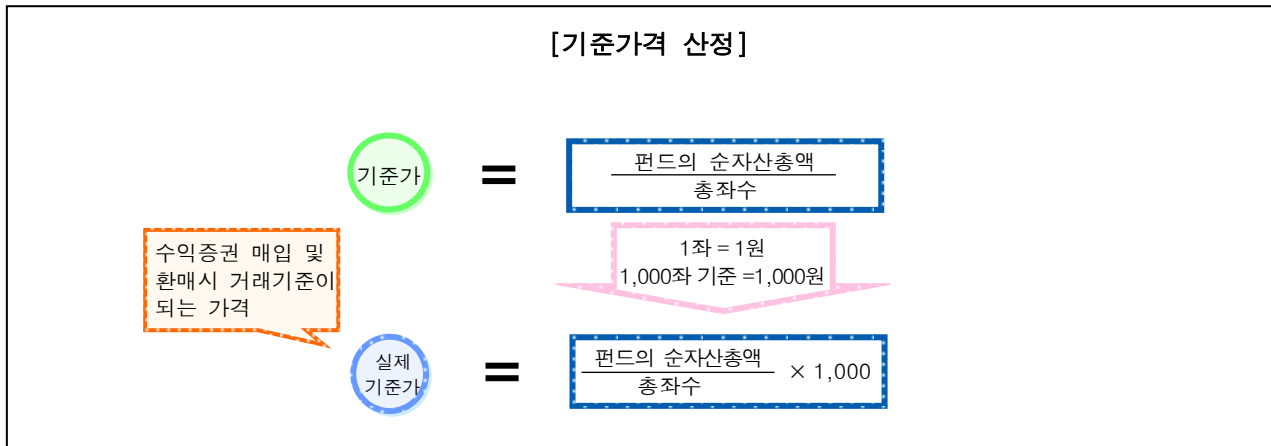 [기준가격 산정]
기준가
=
펀드의 순자산총액
총좌수
수익증권 매입 및
환매시 거래기준이
되는 가격
1좌 = 1원
1,000좌 기준 =1,000원
실제
기준가
=
펀드의 순자산총액
총좌수
× 1,000